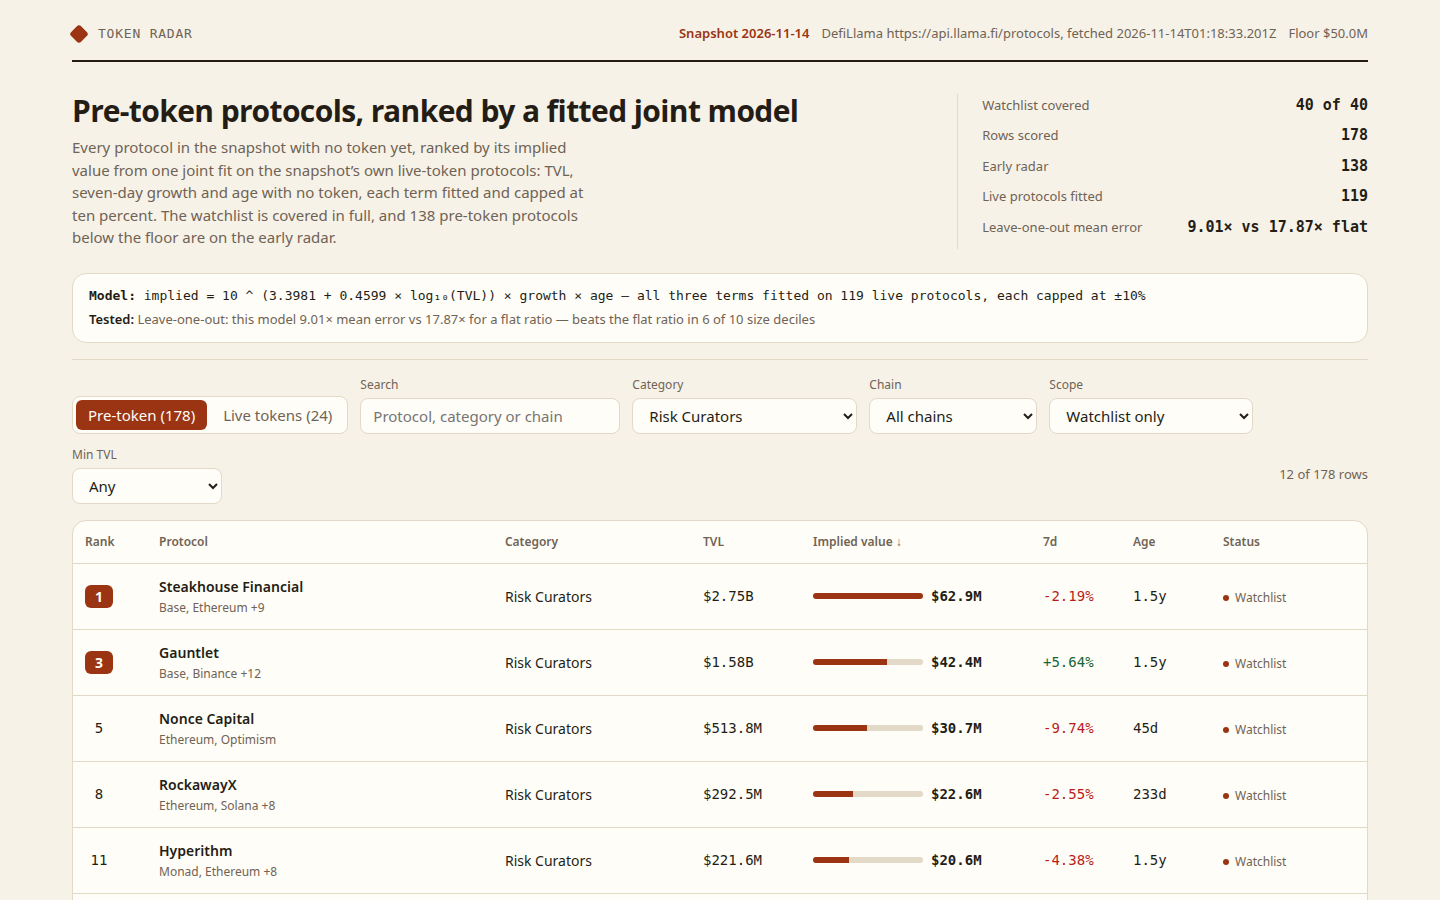 TOKEN RADAR
Snapshot 2026-11-14 DefiLlama https://api.llama.fi/protocols, fetched 2026-11-14T01:18:33.201Z Floor $50.0M
Pre-token protocols, ranked by a fitted joint model
Every protocol in the snapshot with no token yet, ranked by its implied
value from one joint fit on the snapshot’s own live-token protocols: TVL,
seven-day growth and age with no token, each term fitted and capped at
ten percent. The watchlist is covered in full, and 138 pre-token protocols
below the floor are on the early radar.
Watchlist covered 40 of 40
Rows scored 178
Early radar 138
Live protocols fitted 119
Leave-one-out mean error 9.01× vs 17.87× flat
Model: implied = 10 ^ (3.3981 + 0.4599 × log₁₀(TVL)) × growth × age — all three terms fitted on 119 live protocols, each capped at ±10%
Tested: Leave-one-out: this model 9.01× mean error vs 17.87× for a flat ratio — beats the flat ratio in 6 of 10 size deciles
Search Category Chain Scope
Pre-token (178) Live tokens (24) Protocol, category or chain Risk Curators All chains Watchlist only
Min TVL
Any
12 of 178 rows
Rank Protocol Category TVL Implied value ↓ 7d Age Status
1 Steakhouse Financial Risk Curators $2.75B $62.9M -2.19% 1.5y Watchlist
Base, Ethereum +9
3 Gauntlet Risk Curators $1.58B $42.4M +5.64% 1.5y Watchlist
Base, Binance +12
5 Nonce Capital Risk Curators $513.8M $30.7M -9.74% 45d Watchlist
Ethereum, Optimism
8 RockawayX Risk Curators $292.5M $22.6M -2.55% 233d Watchlist
Ethereum, Solana +8
11 Hyperithm Risk Curators $221.6M $20.6M -4.38% 1.5y Watchlist
Monad, Ethereum +8